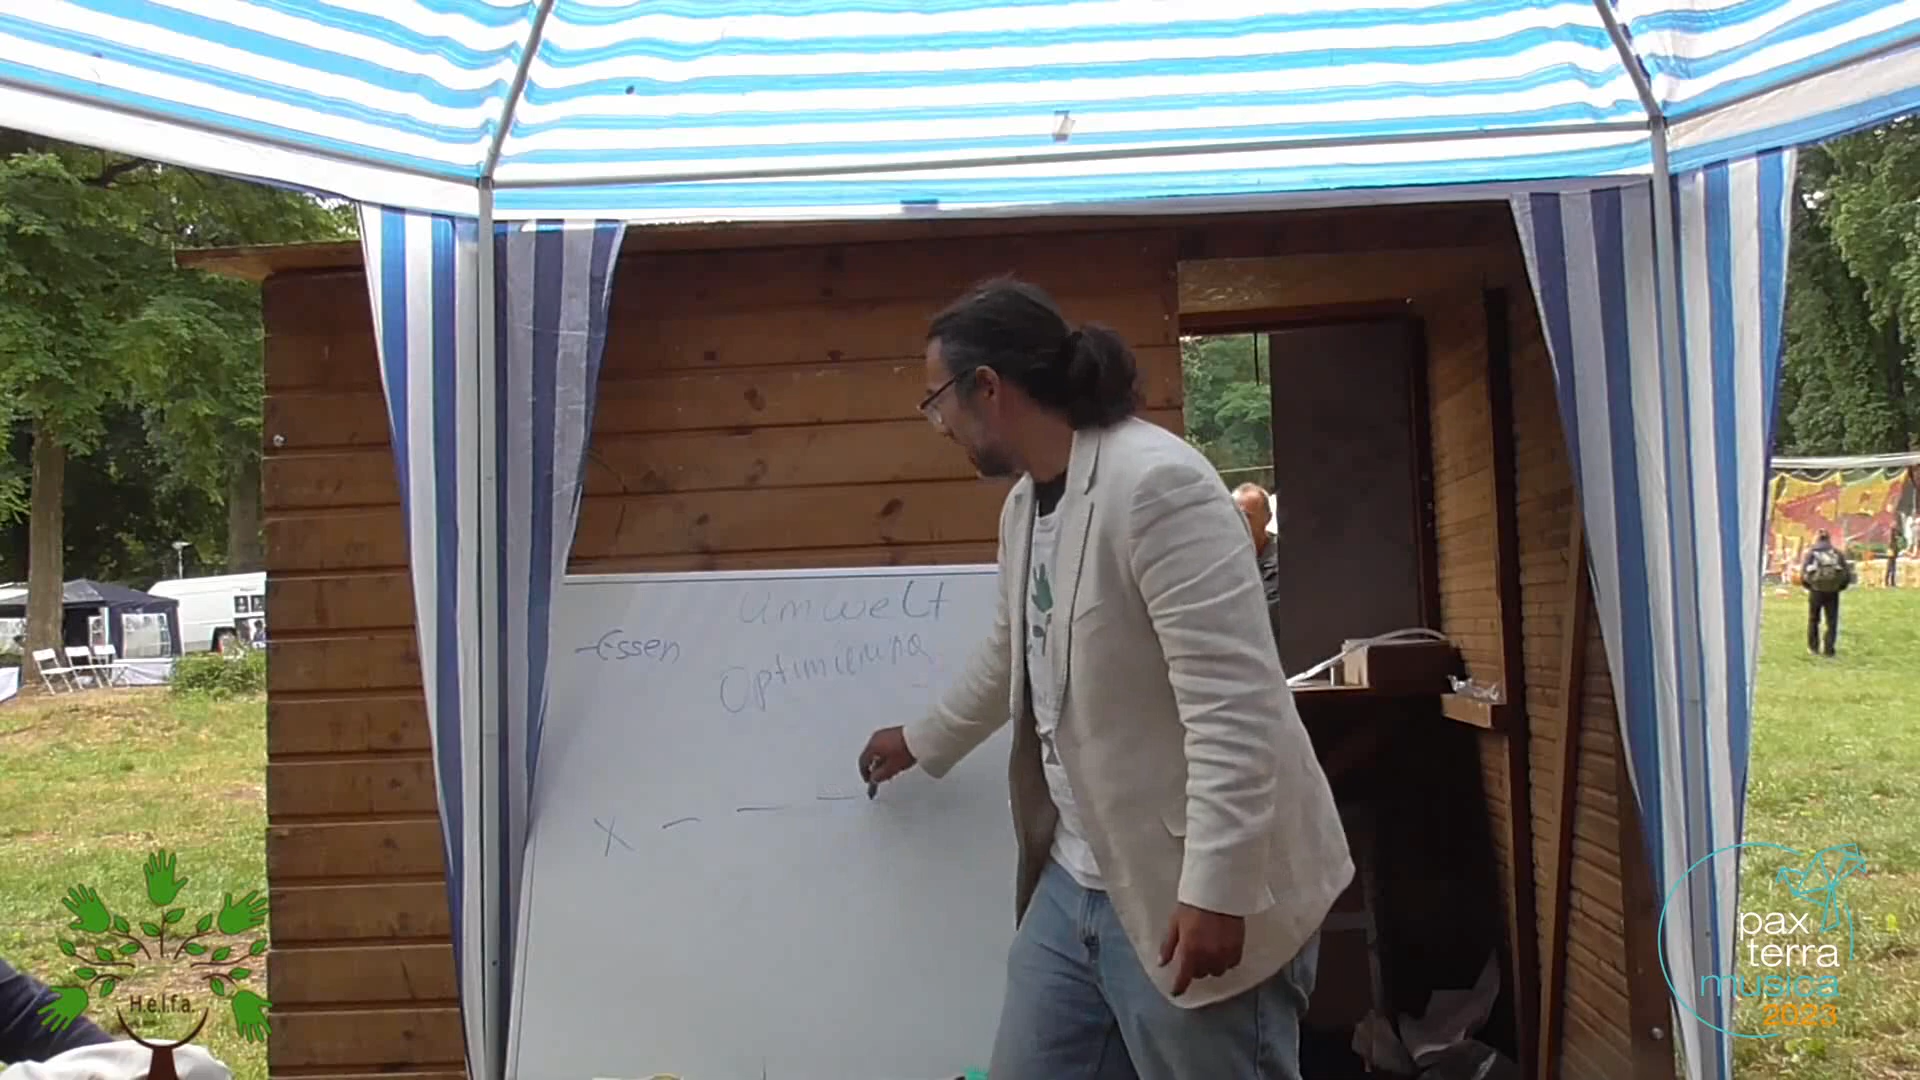 Umwelt
-Essen
Optimierung
X
H.e.l.f.a.
pax
terra
musica
2023